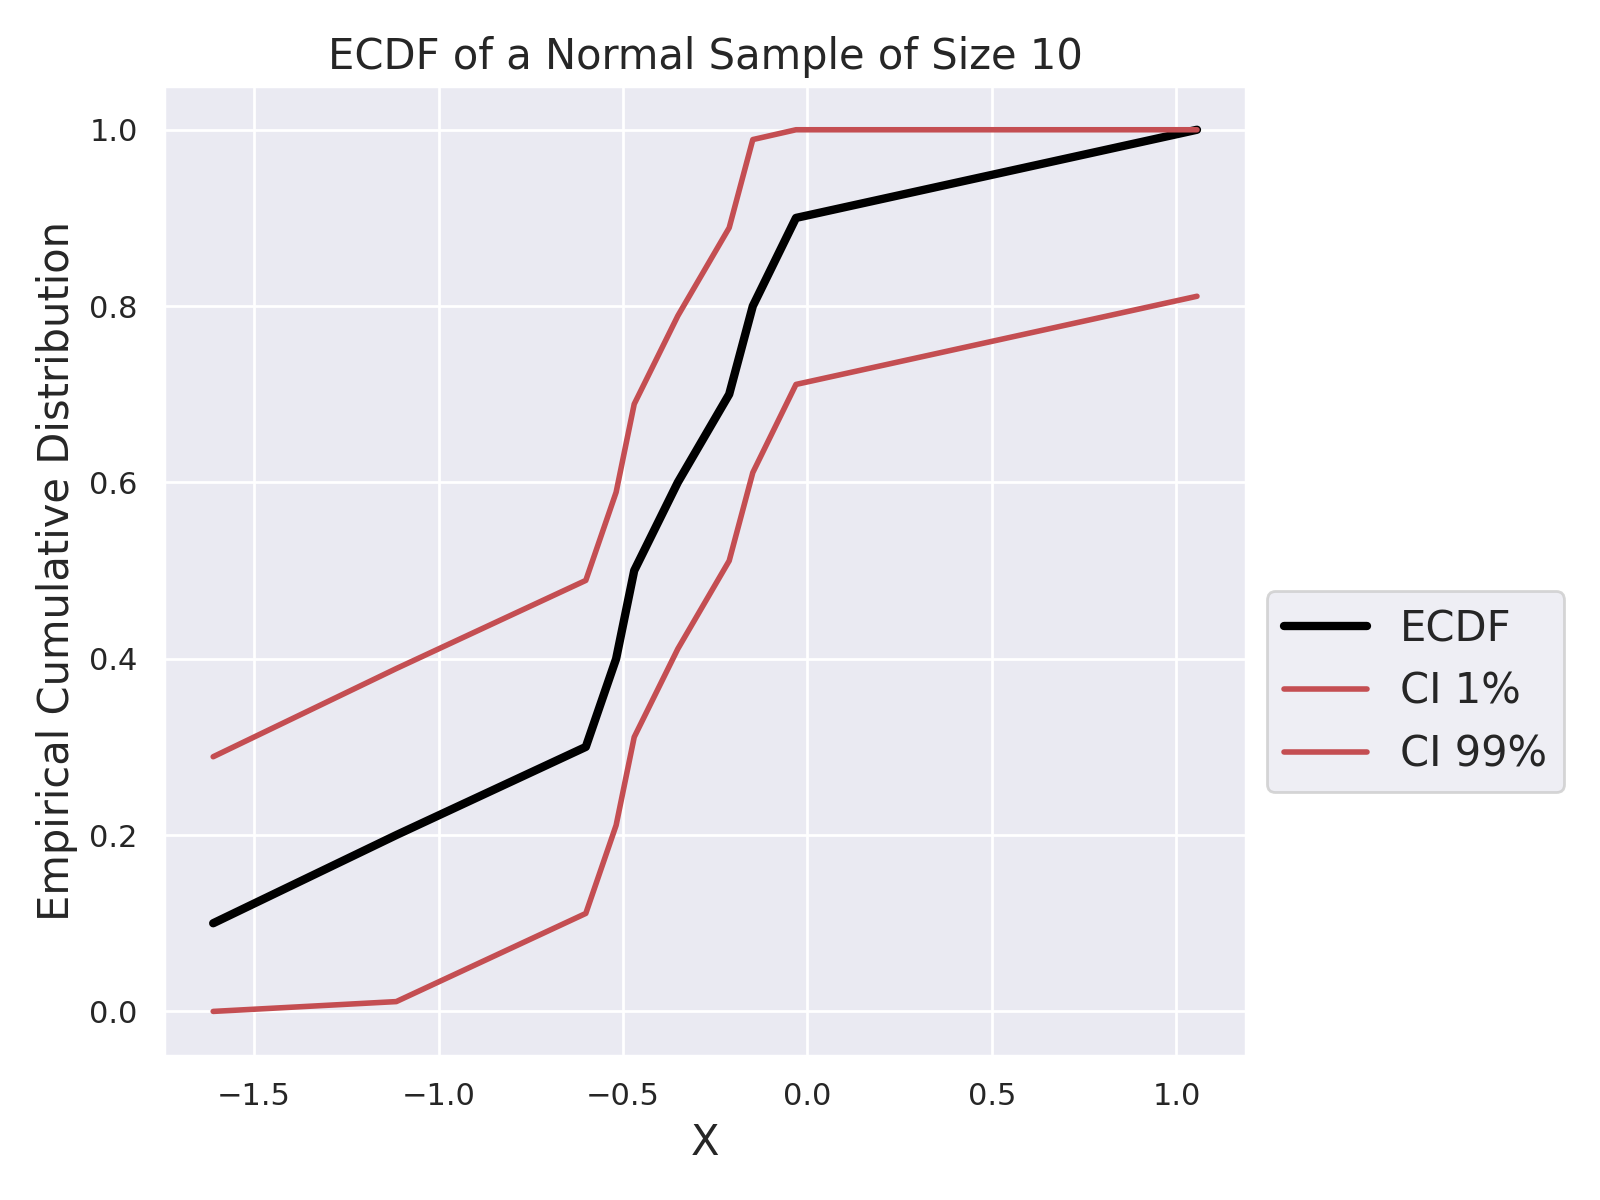 ECDF of a Normal Sample of Size 10
Empirical Cumulative Distribution
1.0
0.8
0.6
0.4
0.2
0.0
−1.5 −1.0 −0.5 0.0 0.5 1.0
X
ECDF
CI 1%
CI 99%